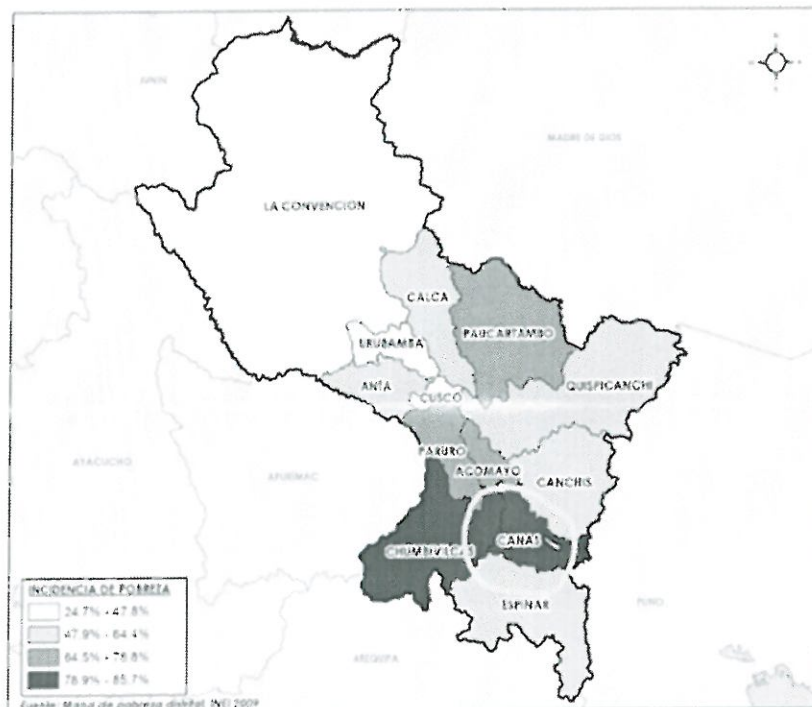 JUNIN
MADRE DE DIOS
LA CONVENCION
CALCA
PAUCARTAMBO
URUBAMBA
ANTA
CUSCO
QUISPICANCHI
PARURO
AYACUCHO
APURIMAC
ACOMAYO
CANCHIS
CHUMBIVILCAS
CANAS
ESPINAR
PUNO
AREQUIPA
INCIDENCIA DE POBREZA
24.7% - 47.8%
47.9% - 64.4%
64.5% - 78.8%
78.9% - 85.7%
Fuente: Mapa de pobreza distrital, INEI 2009